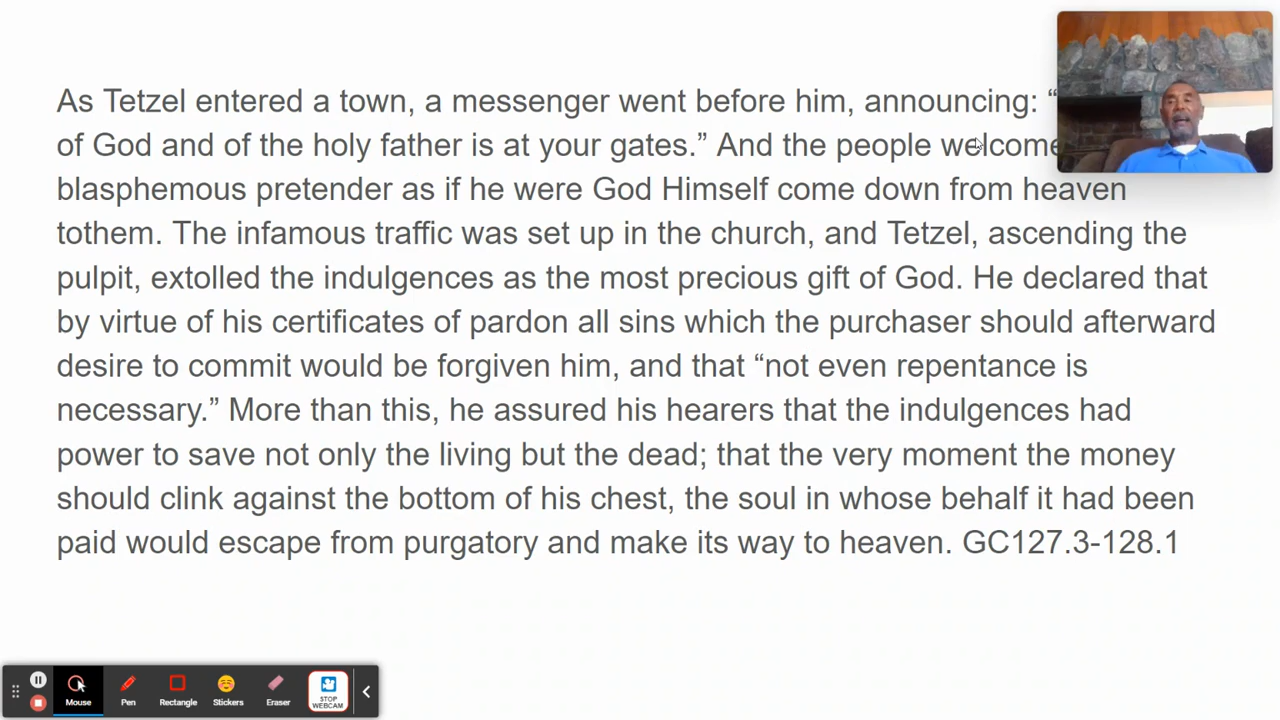 As Tetzel entered a town, a messenger went before him, announcing: “
of God and of the holy father is at your gates.” And the people welcome
blasphemous pretender as if he were God Himself come down from heaven
tothem. The infamous traffic was set up in the church, and Tetzel, ascending the
pulpit, extolled the indulgences as the most precious gift of God. He declared that
by virtue of his certificates of pardon all sins which the purchaser should afterward
desire to commit would be forgiven him, and that “not even repentance is
necessary.” More than this, he assured his hearers that the indulgences had
power to save not only the living but the dead; that the very moment the money
should clink against the bottom of his chest, the soul in whose behalf it had been
paid would escape from purgatory and make its way to heaven. GC127.3-128.1
Mouse Pen Rectangle Stickers Eraser STOP WEBCAM